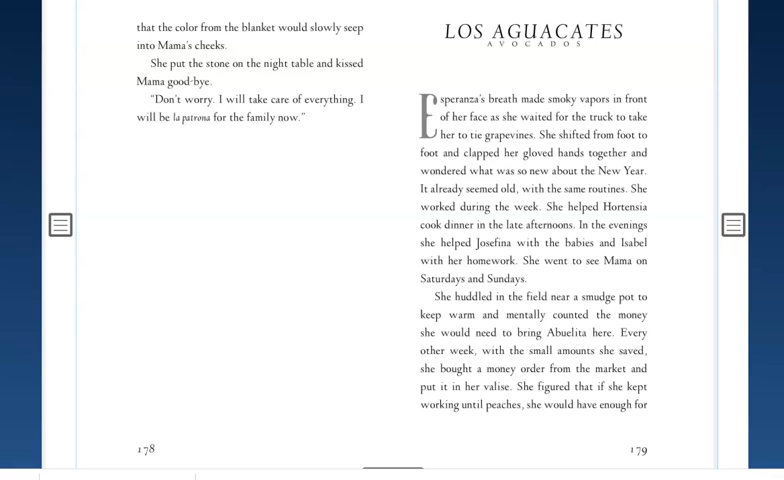 that the color from the blanket would slowly seep
into Mama's cheeks.
She put the stone on the night table and kissed
Mama good-bye.
"Don't worry. I will take care of everything. I
will be la patrona for the family now."
178
LOS AGUACATES
AVOCADOS
Esperanza's breath made smoky vapors in front
of her face as she waited for the truck to take
her to tie grapevines. She shifted from foot to
foot and clapped her gloved hands together and
wondered what was so new about the New Year.
It already seemed old, with the same routines. She
worked during the week. She helped Hortensia
cook dinner in the late afternoons. In the evenings
she helped Josefina with the babies and Isabel
with her homework. She went to see Mama on
Saturdays and Sundays.
She huddled in the field near a smudge pot to
keep warm and mentally counted the money
she would need to bring Abuelita here. Every
other week, with the small amounts she saved,
she bought a money order from the market and
put it in her valise. She figured that if she kept
working until peaches, she would have enough for
179